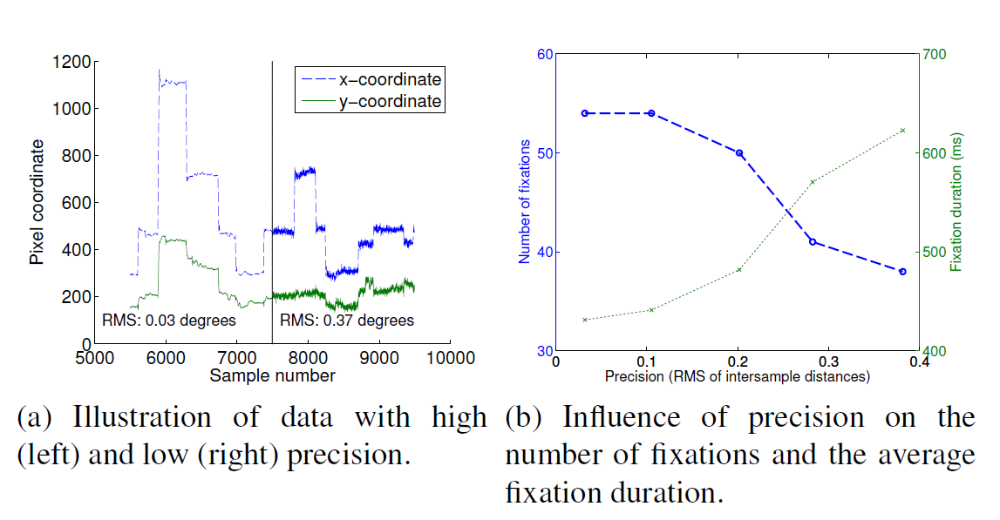 1200
1000
800
600
400
200
0
Pixel coordinate
x−coordinate
y−coordinate
RMS: 0.03 degrees
RMS: 0.37 degrees
5000 6000 7000 8000 9000 10000
Sample number
(a) Illustration of data with high
(left) and low (right) precision.
60
50
40
30
Number of fixations
700
600
500
400
Fixation duration (ms)
0 0.1 0.2 0.3 0.4
Precision (RMS of intersample distances)
(b) Influence of precision on the
number of fixations and the average
fixation duration.